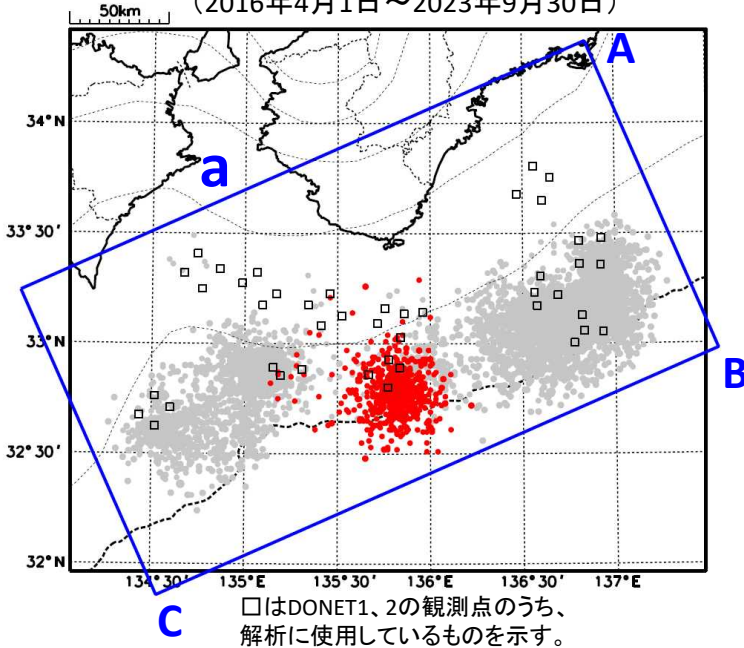 50km
(2016年4月1日～2023年9月30日)
A
34°N
a
33°30′
33°N
B
32°30′
32°N
134°30′
135°E
135°30′
136°E
136°30′
137°E
C
□はDONET1、2の観測点のうち、
解析に使用しているものを示す。